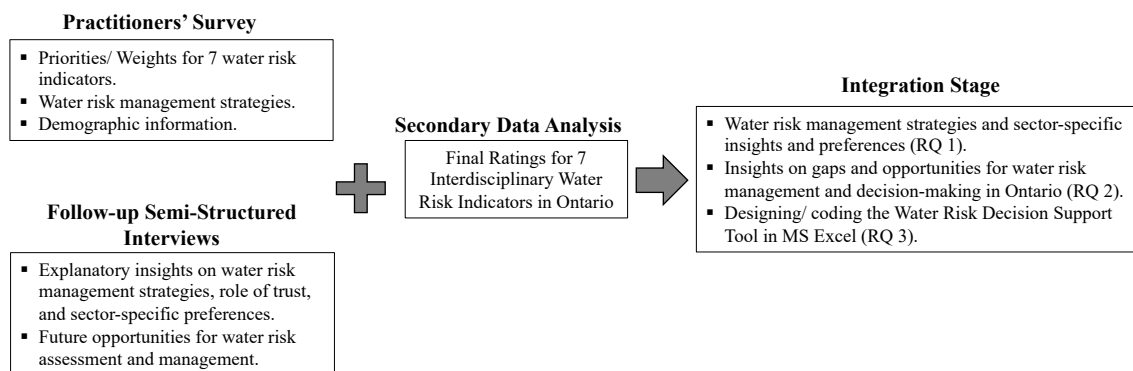 Practitioners' Survey
▪ Priorities/ Weights for 7 water risk
indicators.
▪ Water risk management strategies.
▪ Demographic information.
Follow-up Semi-Structured
Interviews
▪ Explanatory insights on water risk
management strategies, role of trust,
and sector-specific preferences.
▪ Future opportunities for water risk
assessment and management.
Secondary Data Analysis
Final Ratings for 7
Interdisciplinary Water
Risk Indicators in Ontario
Integration Stage
▪ Water risk management strategies and sector-specific
insights and preferences (RQ 1).
▪ Insights on gaps and opportunities for water risk
management and decision-making in Ontario (RQ 2).
▪ Designing/ coding the Water Risk Decision Support
Tool in MS Excel (RQ 3).